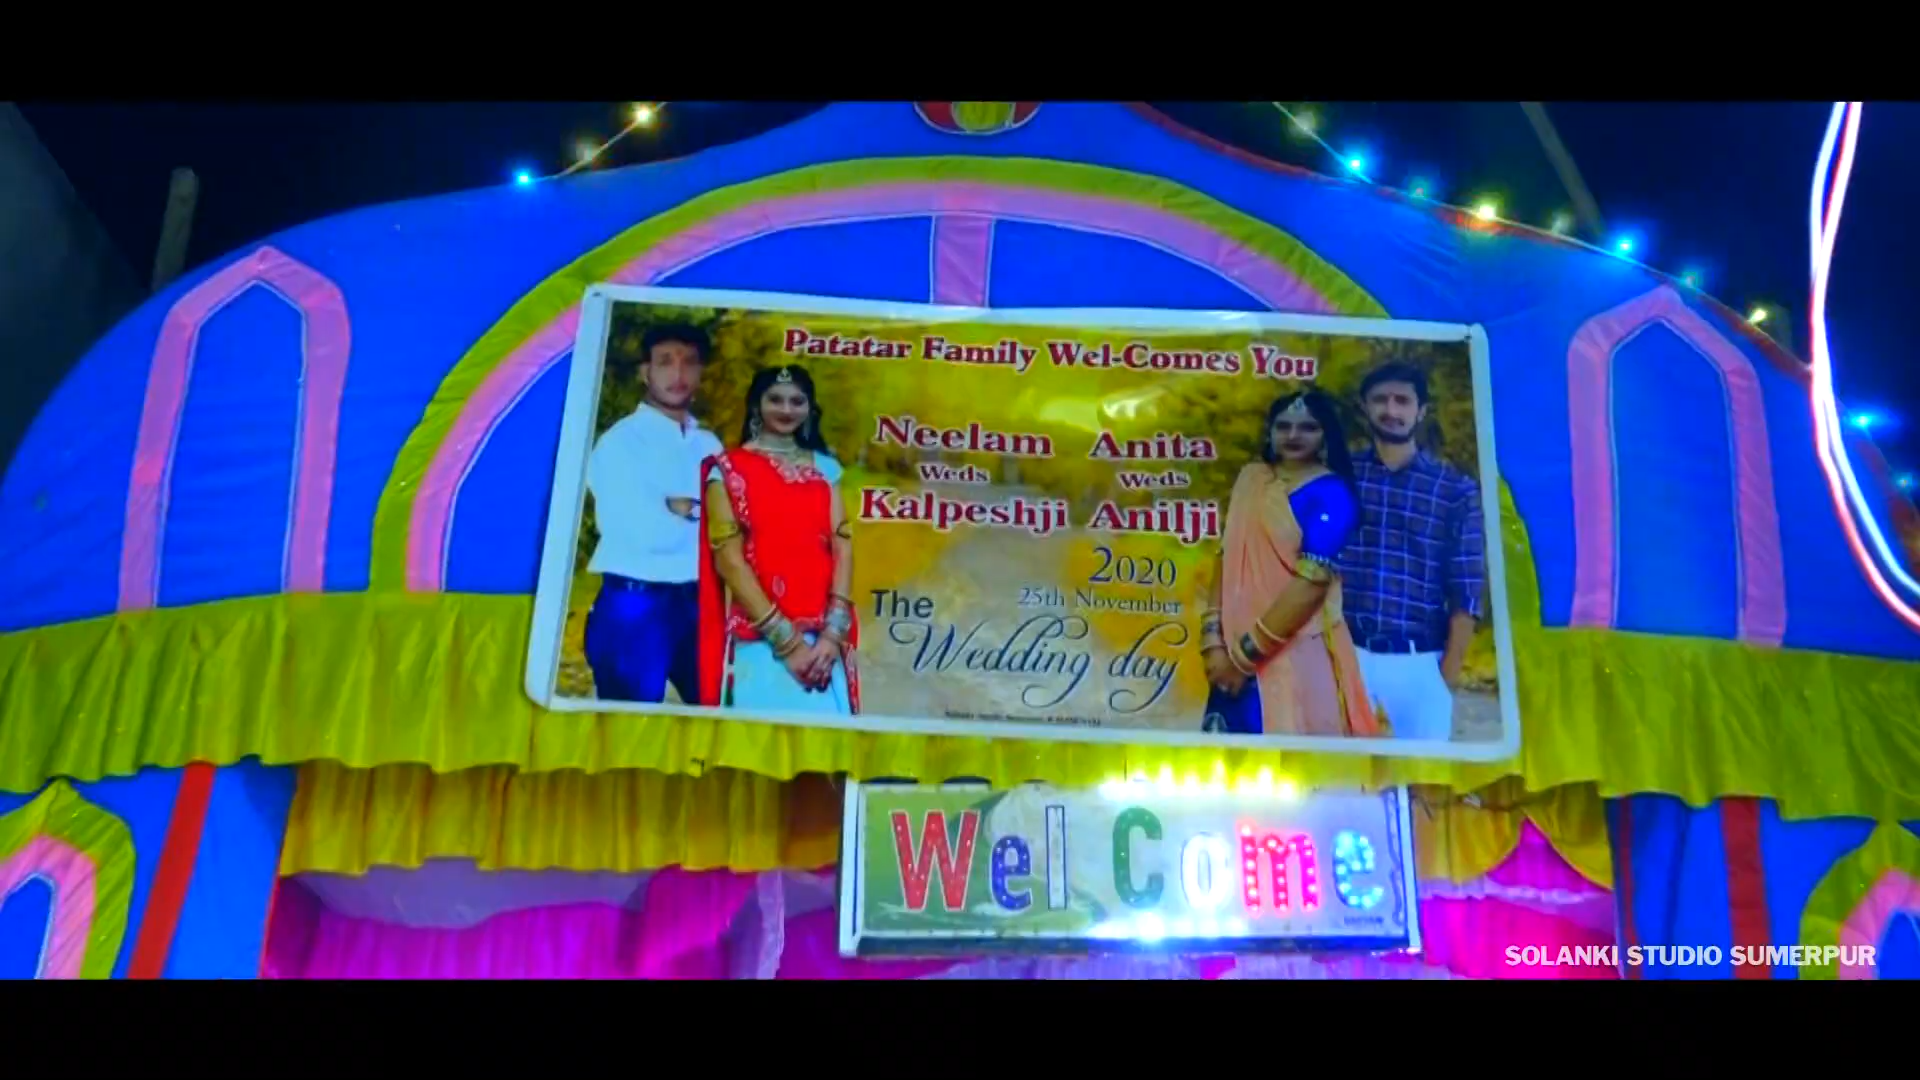 Patatar Family Wel-Comes You
Neelam Anita
Weds Weds
Kalpeshji Anilji
2020
25th November
The
Wedding day
Wel Come
SOLANKI STUDIO SUMERPUR